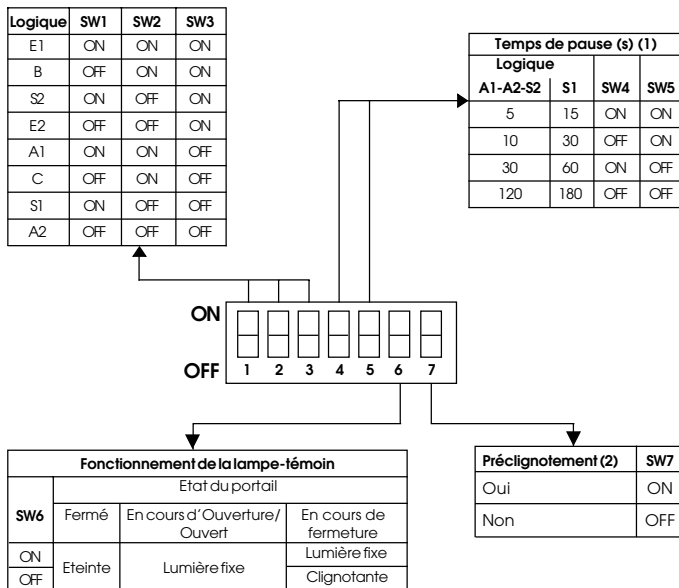 Logique SW1 SW2 SW3
E1 ON ON ON
B OFF ON ON
S2 ON OFF ON
E2 OFF OFF ON
A1 ON ON OFF
C OFF ON OFF
S1 ON OFF OFF
A2 OFF OFF OFF
Temps de pause (s) (1)
Logique
A1-A2-S2 S1 SW4 SW5
5 15 ON ON
10 30 OFF ON
30 60 ON OFF
120 180 OFF OFF
ON
OFF
1 2 3 4 5 6 7
Fonctionnement de la lampe-témoin
Etat du portail
SW6 Fermé En cours d'Ouverture/ En cours de
Ouvert fermeture
ON Lumière fixe
Eteinte Lumière fixe
OFF Clignotante
Préclignotement (2) SW7
Oui ON
Non OFF